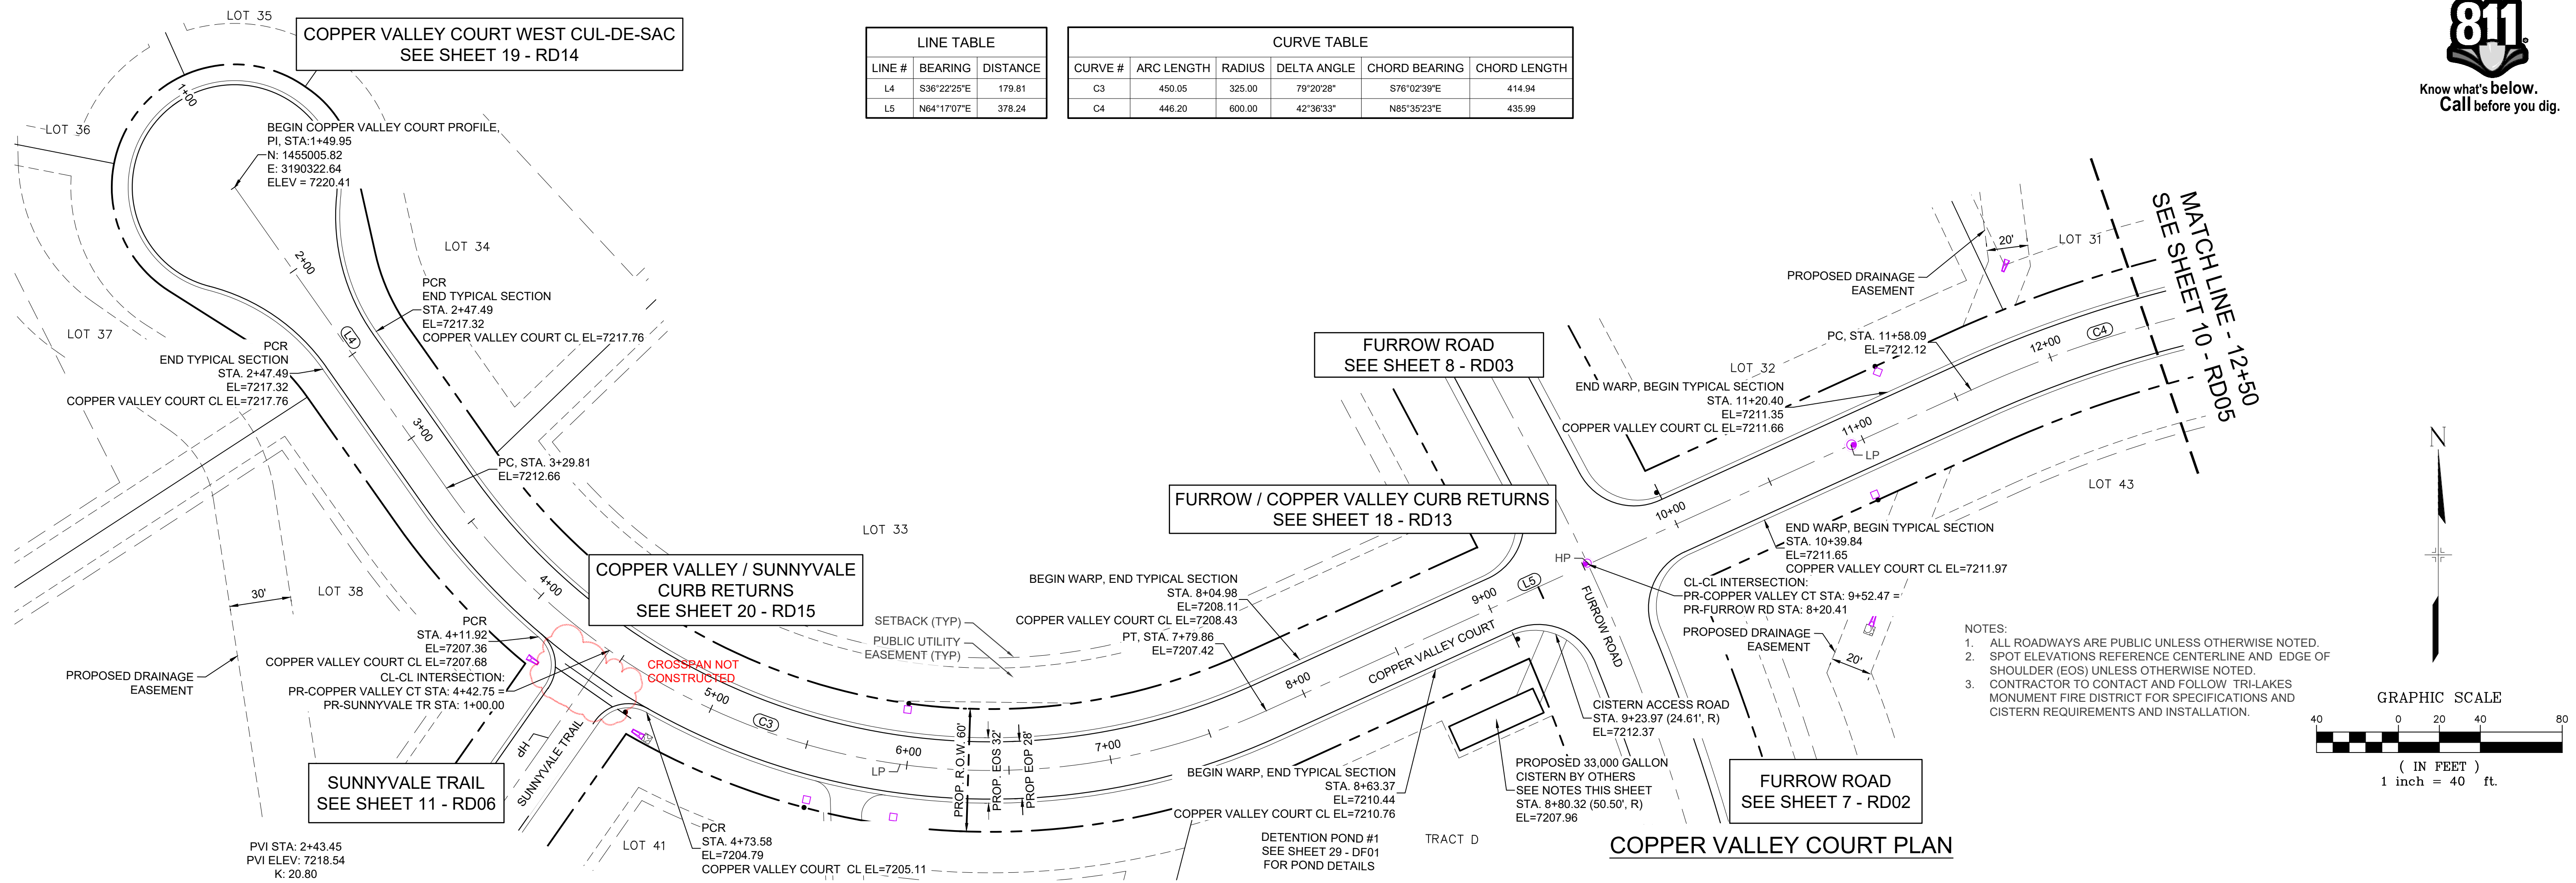 LOT 35
COPPER VALLEY COURT WEST CUL-DE-SAC
SEE SHEET 19 - RD14
LINE TABLE
LINE # BEARING DISTANCE
L4 S36°22'25"E 179.81
L5 N64°17'07"E 378.24
CURVE TABLE
CURVE # ARC LENGTH RADIUS DELTA ANGLE CHORD BEARING CHORD LENGTH
C3 450.05 325.00 79°20'28" S76°02'39"E 414.94
C4 446.20 600.00 42°36'33" N85°35'23"E 435.99
811
Know what's below.
Call before you dig.
1+00
LOT 36
BEGIN COPPER VALLEY COURT PROFILE,
PI, STA:1+49.95
N: 1455005.82
E: 3190322.64
ELEV = 7220.41
2+00
LOT 34
PCR
END TYPICAL SECTION
STA. 2+47.49
EL=7217.32
COPPER VALLEY COURT CL EL=7217.76
LOT 37
L4
PCR
END TYPICAL SECTION
STA. 2+47.49
EL=7217.32
COPPER VALLEY COURT CL EL=7217.76
3+00
PC, STA. 3+29.81
EL=7212.66
LOT 33
4+00
COPPER VALLEY / SUNNYVALE
CURB RETURNS
SEE SHEET 20 - RD15
30'
LOT 38
PCR
STA. 4+11.92
EL=7207.36
COPPER VALLEY COURT CL EL=7207.68
CL-CL INTERSECTION:
PR-COPPER VALLEY CT STA: 4+42.75 =
PR-SUNNYVALE TR STA: 1+00.00
PROPOSED DRAINAGE
EASEMENT
CROSSPAN NOT
CONSTRUCTED
5+00
C3
HP
SUNNYVALE TRAIL
SUNNYVALE TRAIL
SEE SHEET 11 - RD06
PVI STA: 2+43.45
PVI ELEV: 7218.54
K: 20.80
LOT 41
PCR
STA. 4+73.58
EL=7204.79
COPPER VALLEY COURT CL EL=7205.11
SETBACK (TYP)
PUBLIC UTILITY
EASEMENT (TYP)
6+00
LP
PROP. R.O.W. 60'
PROP. EOS 32'
PROP EOP 28'
7+00
FURROW ROAD
SEE SHEET 8 - RD03
FURROW / COPPER VALLEY CURB RETURNS
SEE SHEET 18 - RD13
BEGIN WARP, END TYPICAL SECTION
STA. 8+04.98
EL=7208.11
COPPER VALLEY COURT CL EL=7208.43
PT, STA. 7+79.86
EL=7207.42
8+00
COPPER VALLEY COURT
9+00
L5
HP
FURROW ROAD
BEGIN WARP, END TYPICAL SECTION
STA. 8+63.37
EL=7210.44
COPPER VALLEY COURT CL EL=7210.76
DETENTION POND #1
SEE SHEET 29 - DF01
FOR POND DETAILS
TRACT D
CISTERN ACCESS ROAD
STA. 9+23.97 (24.61', R)
EL=7212.37
PROPOSED 33,000 GALLON
CISTERN BY OTHERS
SEE NOTES THIS SHEET
STA. 8+80.32 (50.50', R)
EL=7207.96
FURROW ROAD
SEE SHEET 7 - RD02
COPPER VALLEY COURT PLAN
LOT 32
END WARP, BEGIN TYPICAL SECTION
STA. 11+20.40
EL=7211.35
COPPER VALLEY COURT CL EL=7211.66
PC, STA. 11+58.09
EL=7212.12
PROPOSED DRAINAGE
EASEMENT
20'
LOT 31
10+00
11+00
LP
12+00
C4
MATCH LINE - 12+50
SEE SHEET 10 - RD05
LOT 43
END WARP, BEGIN TYPICAL SECTION
STA. 10+39.84
EL=7211.65
COPPER VALLEY COURT CL EL=7211.97
CL-CL INTERSECTION:
PR-COPPER VALLEY CT STA: 9+52.47 =
PR-FURROW RD STA: 8+20.41
PROPOSED DRAINAGE
EASEMENT
20'
NOTES:
1. ALL ROADWAYS ARE PUBLIC UNLESS OTHERWISE NOTED.
2. SPOT ELEVATIONS REFERENCE CENTERLINE AND EDGE OF
SHOULDER (EOS) UNLESS OTHERWISE NOTED.
3. CONTRACTOR TO CONTACT AND FOLLOW TRI-LAKES
MONUMENT FIRE DISTRICT FOR SPECIFICATIONS AND
CISTERN REQUIREMENTS AND INSTALLATION.
N
GRAPHIC SCALE
40 0 20 40 80
( IN FEET )
1 inch = 40 ft.